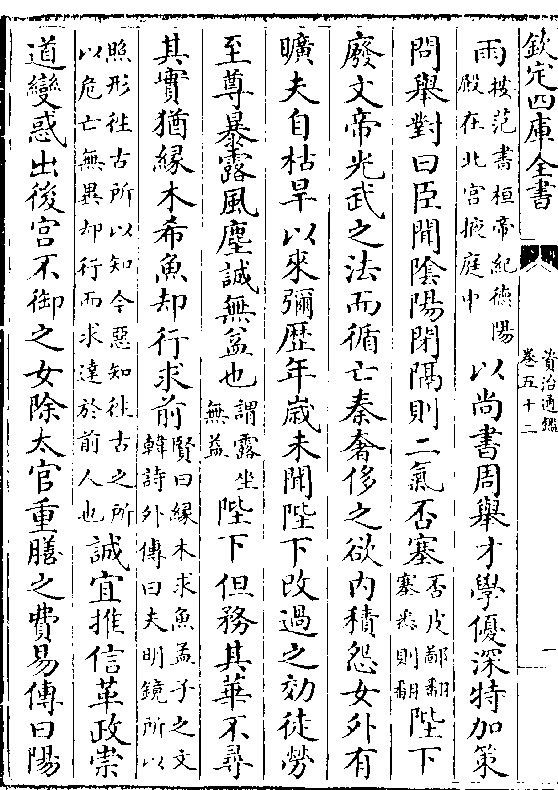 欽定四庫全書
資治通鑑
卷五十二
一
雨
按范書桓帝紀德陽
殿在北宫掖庭中
以尚書周舉才學優深特加策
問舉對曰臣聞陰陽閉隔則二氣否塞
否皮鄙翻
塞悉則翻
陛下
廢文帝光武之法而循亡秦奢侈之欲内積怨女外有
曠夫自枯旱以來彌歴年歳未聞陛下改過之効徒勞
至尊暴露風塵誠無益也
謂露坐
無益
陛下但務其華不尋
其實猶緣木希魚却行求前
賢曰緣木求魚孟子之文
韓詩外傳曰夫明鏡所以
照形往古所以知今惡知往古之所
以危亡無異却行而求逹於前人也
誠宜推信革政崇
道變惑出後宫不御之女除太官重膳之費易傳曰陽